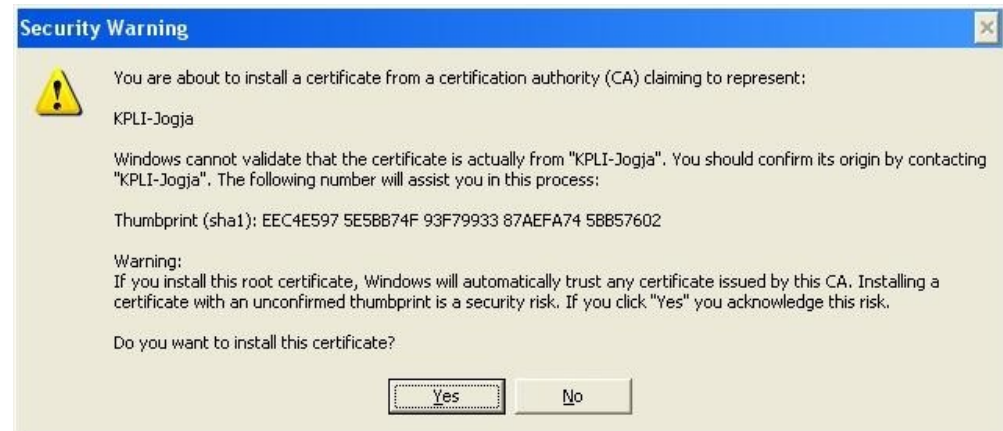 Security Warning
You are about to install a certificate from a certification authority (CA) claiming to represent:
KPLI-Jogja
Windows cannot validate that the certificate is actually from "KPLI-Jogja". You should confirm its origin by contacting
"KPLI-Jogja". The following number will assist you in this process:
Thumbprint (sha1): EEC4E597 5E5BB74F 93F79933 87AEFA74 5BB57602
Warning:
If you install this root certificate, Windows will automatically trust any certificate issued by this CA. Installing a
certificate with an unconfirmed thumbprint is a security risk. If you click "Yes" you acknowledge this risk.
Do you want to install this certificate?
Yes
No